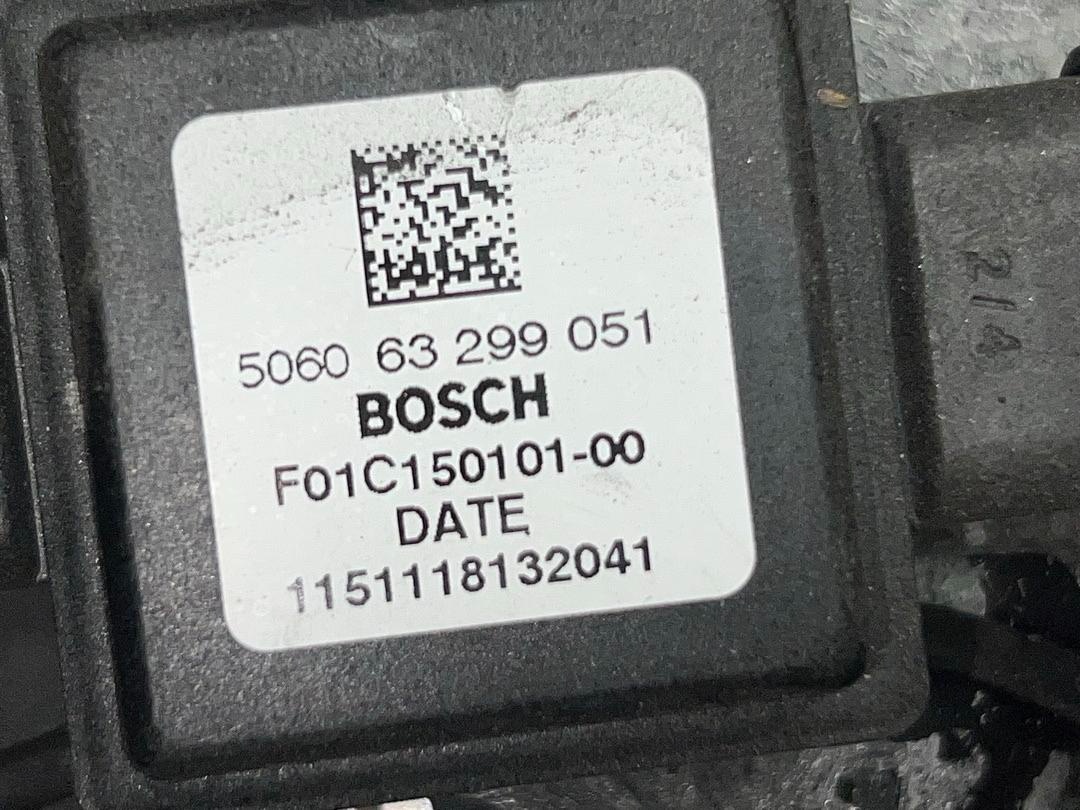 5060 63 299 051
BOSCH
F01C150101-00
DATE
1151118132041
214